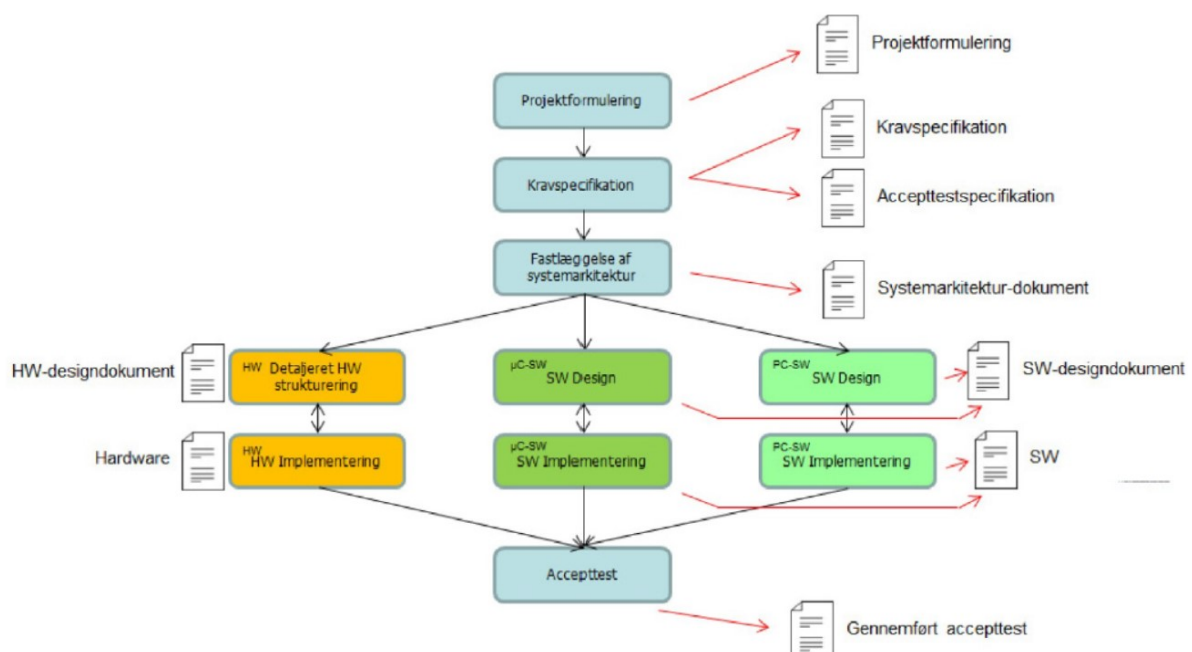 Projektformulering
Projektformulering
Kravspecifikation
Kravspecifikation
Accepttestspecifikation
Fastlæggelse af
systemarkitektur
Systemarkitektur-dokument
HW-designdokument
HW Detaljeret HW
strukturering
µC-SW
SW Design
PC-SW
SW Design
SW-designdokument
Hardware
HW
HW Implementering
µC-SW
SW Implementering
PC-SW
SW Implementering
SW
Accepttest
Gennemført accepttest